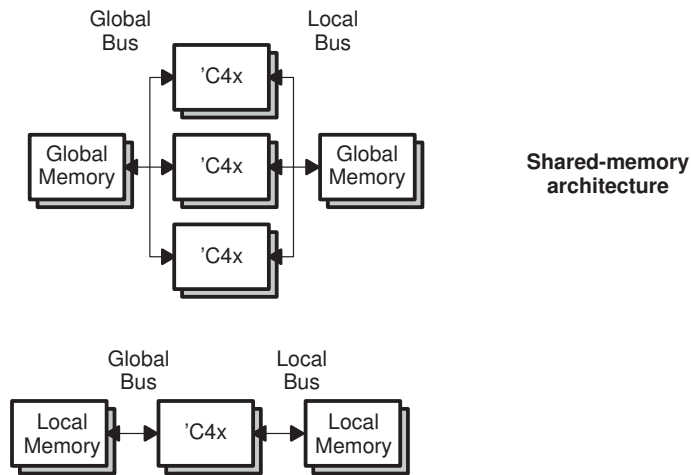 Global
Bus
Local
Bus
'C4x
Global
Memory
'C4x
Global
Memory
Shared-memory
architecture
'C4x
Global
Bus
Local
Bus
Local
Memory
'C4x
Local
Memory